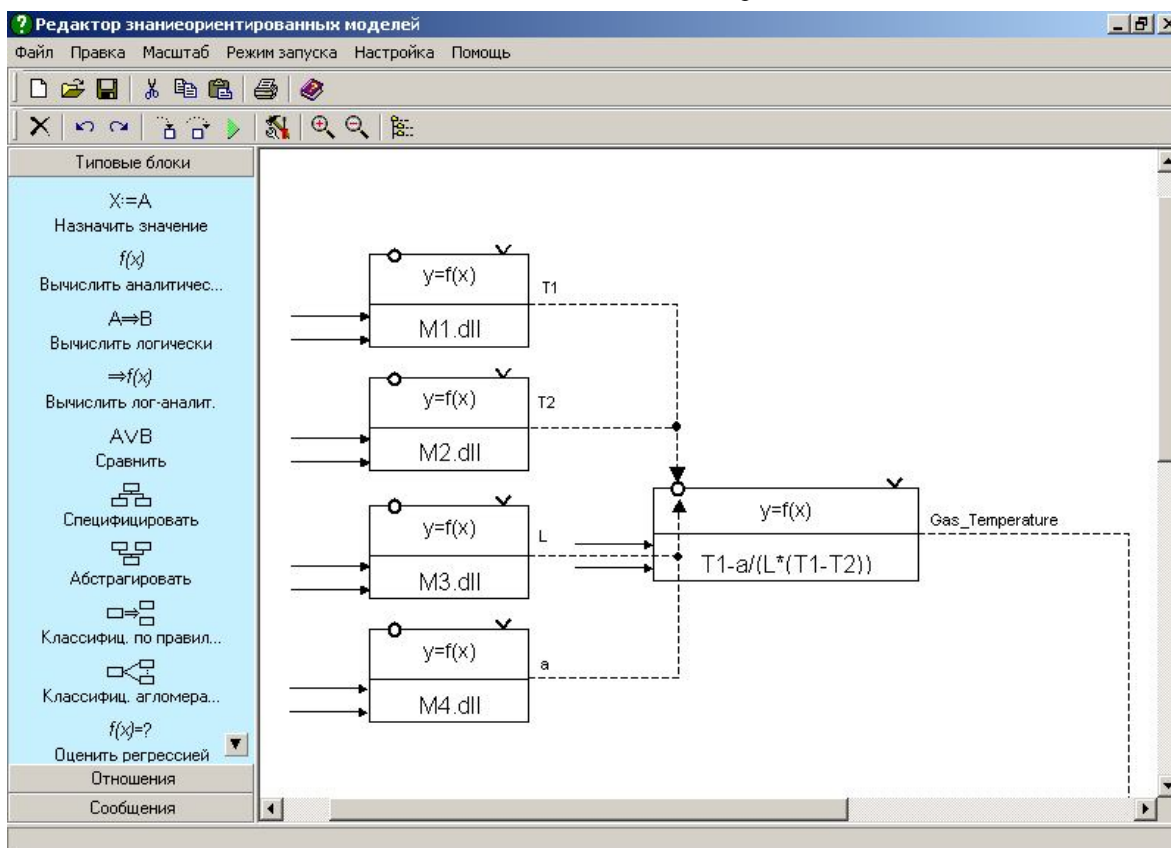 Редактор знаниеориентированных моделей
Файл Правка Масштаб Режим запуска Настройка Помощь
Типовые блоки
X:=A
Назначить значение
f(x)
Вычислить аналитичес...
A⇒B
Вычислить логически
⇒f(x)
Вычислить лог-аналит.
AVB
Сравнить
Специфицировать
Абстрагировать
Классифиц. по правил...
Классифиц. агломера...
f(x)=?
Оценить регрессией
Отношения
Сообщения
y=f(x)
T1
M1.dll
y=f(x)
T2
M2.dll
y=f(x)
L
M3.dll
y=f(x)
a
M4.dll
y=f(x)
Gas_Temperature
T1-a/(L*(T1-T2))